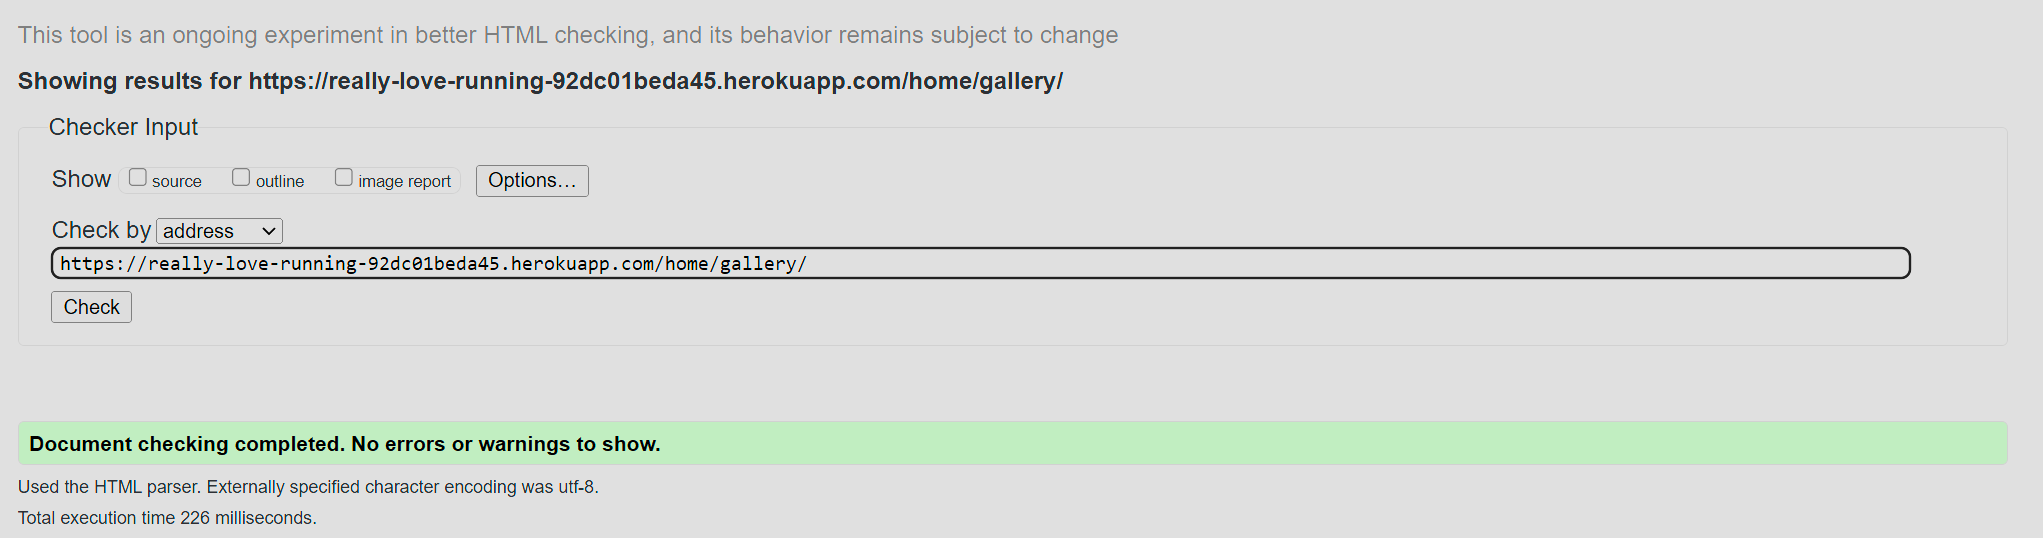 This tool is an ongoing experiment in better HTML checking, and its behavior remains subject to change
Showing results for https://really-love-running-92dc01beda45.herokuapp.com/home/gallery/
Checker Input
Show source outline image report Options...
Check by address
https://really-love-running-92dc01beda45.herokuapp.com/home/gallery/
Check
Document checking completed. No errors or warnings to show.
Used the HTML parser. Externally specified character encoding was utf-8.
Total execution time 226 milliseconds.